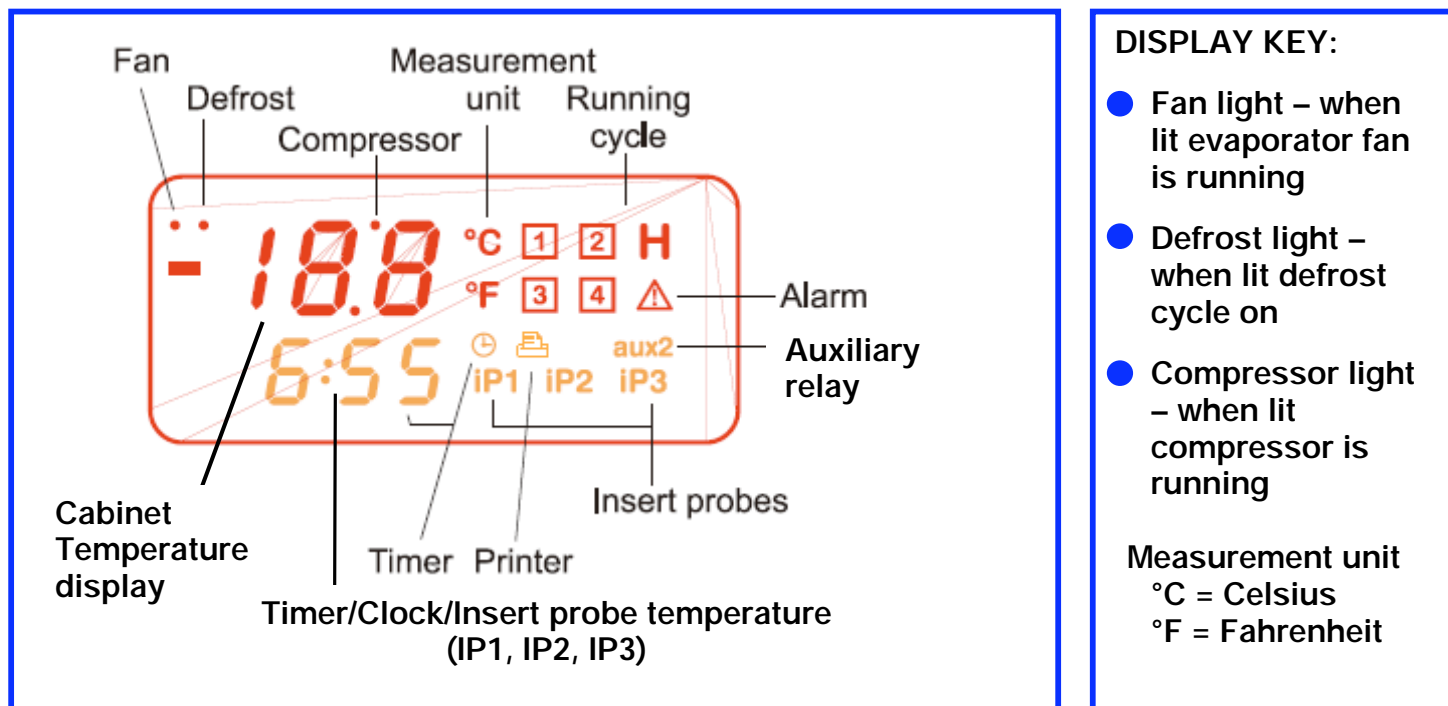 Fan
Defrost
Compressor
Measurement
unit
Running
cycle
18.8
°C 1 2 H
°F 3 4
Alarm
6:55
aux2
iP1 iP2 iP3
Auxiliary
relay
Insert probes
Cabinet
Temperature
display
Timer Printer
Timer/Clock/Insert probe temperature
(IP1, IP2, IP3)
DISPLAY KEY:
Fan light – when
lit evaporator fan
is running
Defrost light –
when lit defrost
cycle on
Compressor light
– when lit
compressor is
running
Measurement unit
°C = Celsius
°F = Fahrenheit